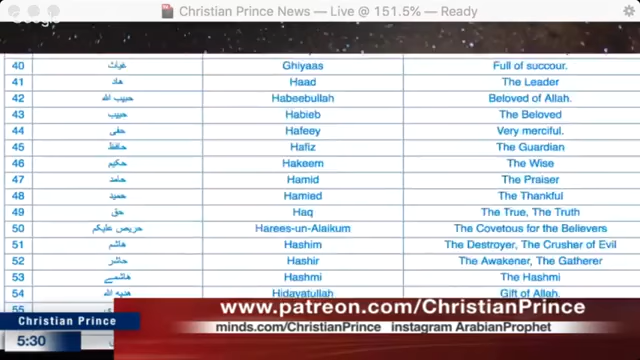 Christian Prince News — Live @ 151.5% — Ready
40 غياث Ghiyaas Full of succour.
41 هاد Haad The Leader
42 حبيب الله Habeebullah Beloved of Allah.
43 حبيب Habieb The Beloved
44 حفى Hafeey Very merciful.
45 حافظ Hafiz The Guardian
46 حكيم Hakeem The Wise
47 حامد Hamid The Praiser
48 حميد Hamied The Thankful
49 حق Haq The True, The Truth
50 حريص عليكم Harees-un-Alaikum The Covetous for the Believers
51 هاشم Hashim The Destroyer, The Crusher of Evil
52 حاشر Hashir The Awakener, The Gatherer
53 هاشمے Hashmi The Hashmi
54 هديه الله Hidayatullah Gift of Allah.
55
www.patreon.com/ChristianPrince
Christian Prince
minds.com/ChristianPrince instagram ArabianProphet
5:30